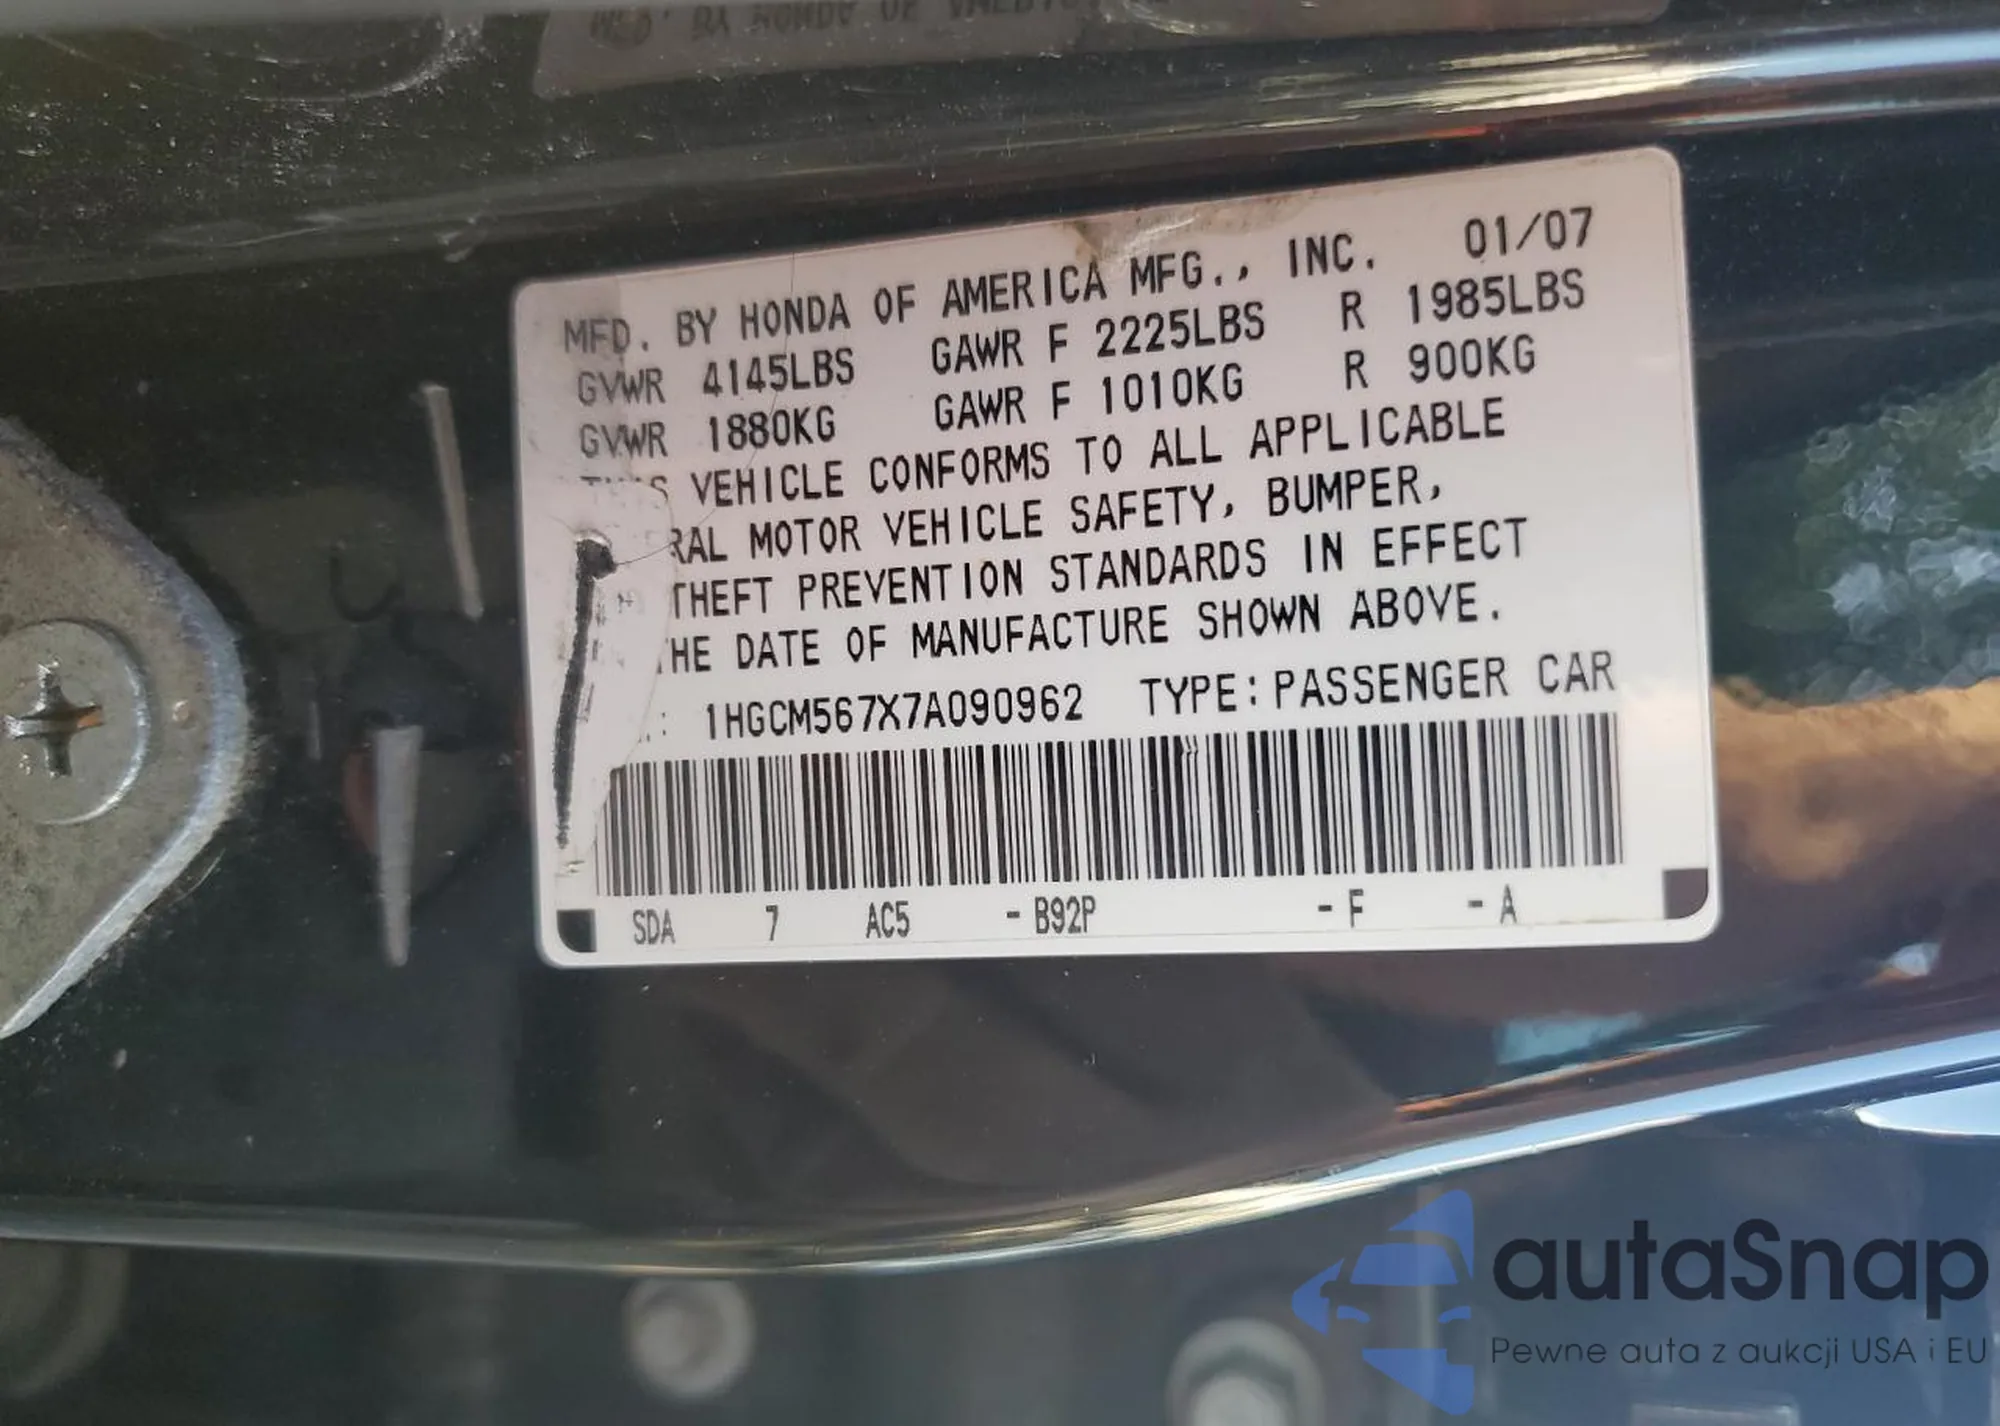 MFD. BY HONDA OF AMERICA MFG., INC. 01/07
GVWR 4145LBS GAWR F 2225LBS R 1985LBS
GVWR 1880KG GAWR F 1010KG R 900KG
VEHICLE CONFORMS TO ALL APPLICABLE
RAL MOTOR VEHICLE SAFETY, BUMPER,
THEFT PREVENTION STANDARDS IN EFFECT
HE DATE OF MANUFACTURE SHOWN ABOVE.
1HGCM567X7A090962 TYPE: PASSENGER CAR
SDA 7 AC5 - B92P - F - A
autaSnap
Pewne auta z aukcji USA i EU